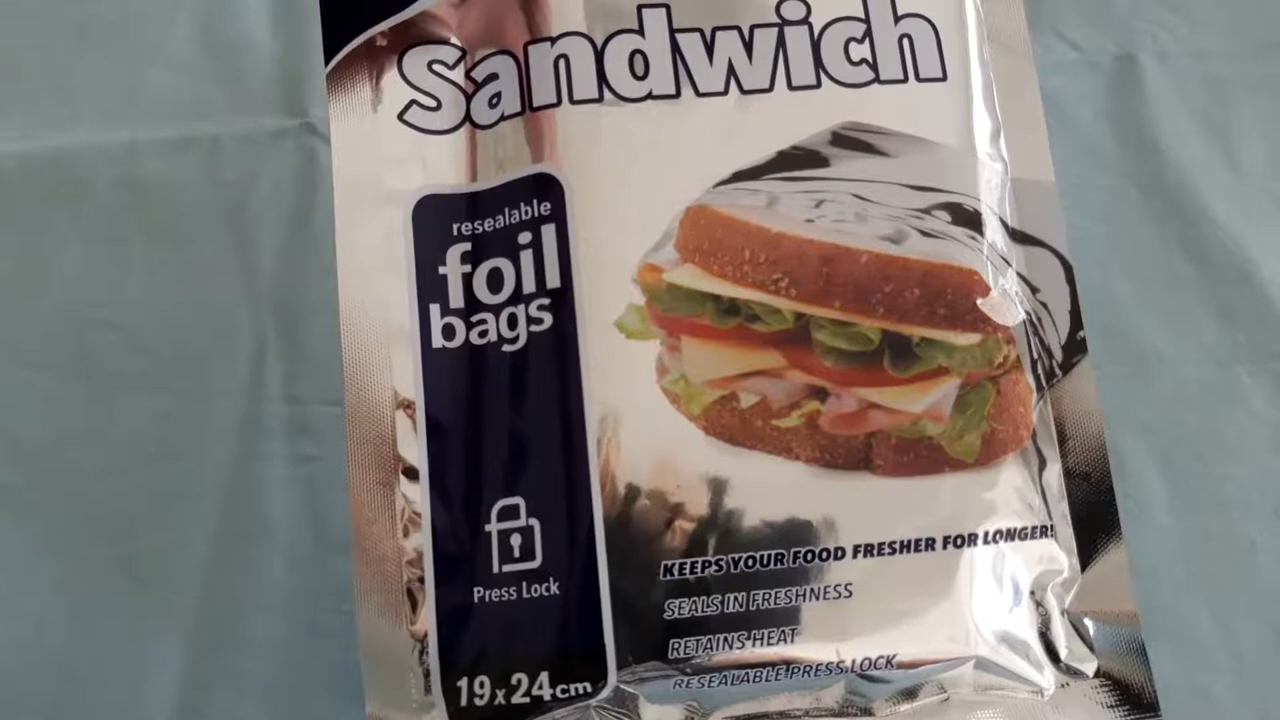 Sandwich
resealable
foil
bags
Press Lock
19x24cm
KEEPS YOUR FOOD FRESHER FOR LONGER!
SEALS IN FRESHNESS
RETAINS HEAT
RESEALABLE PRESS LOCK